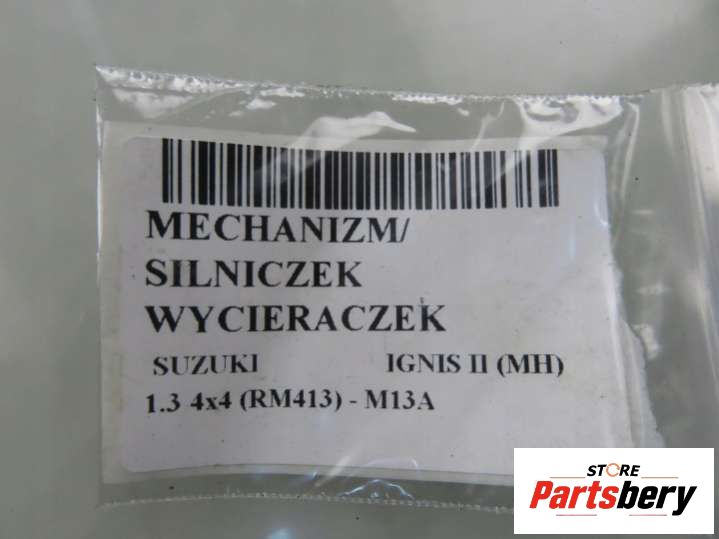 MECHANIZM/
SILNICZEK
WYCIERACZEK
SUZUKI IGNIS II (MH)
1.3 4x4 (RM413) - M13A
STORE
Partsbery